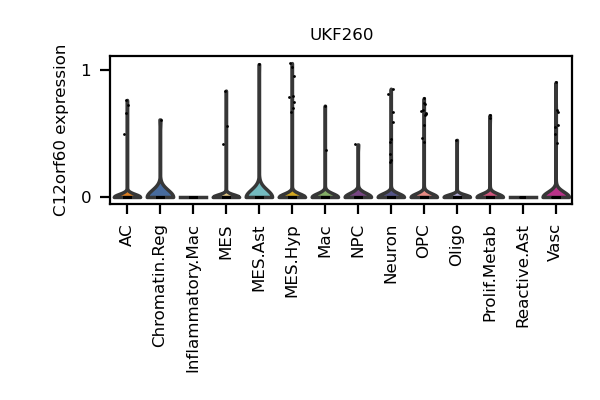 UKF260
C12orf60 expression
1
0
AC
Chromatin.Reg
Inflammatory.Mac
MES
MES.Ast
MES.Hyp
Mac
NPC
Neuron
OPC
Oligo
Prolif.Metab
Reactive.Ast
Vasc